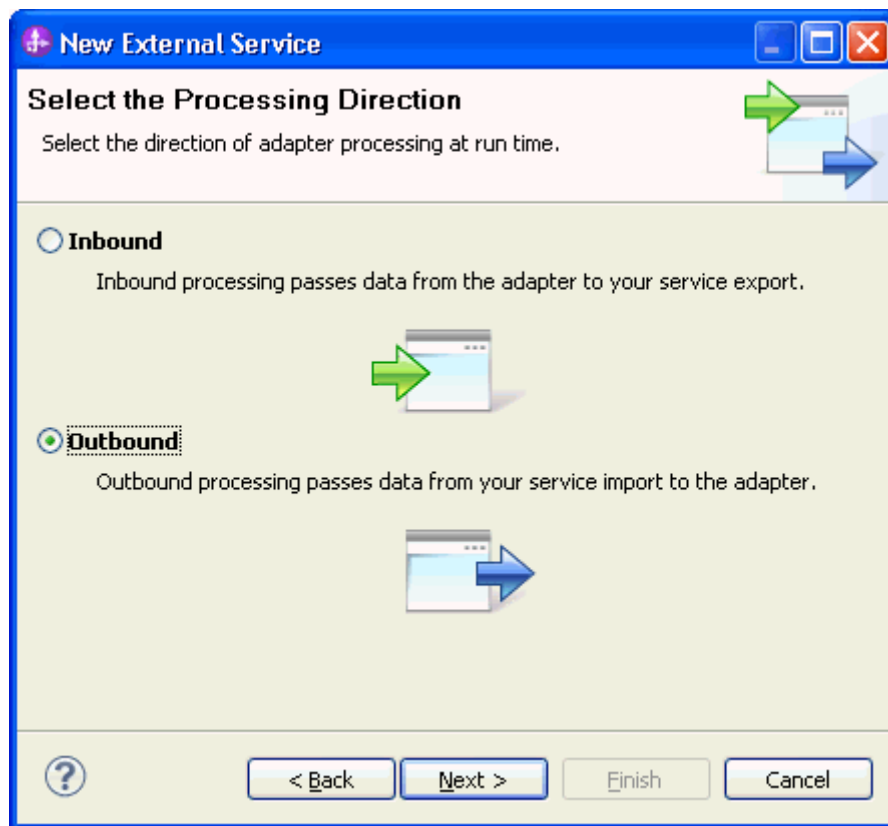 New External Service
Select the Processing Direction
Select the direction of adapter processing at run time.
Inbound
Inbound processing passes data from the adapter to your service export.
Outbound
Outbound processing passes data from your service import to the adapter.
? < Back Next > Finish Cancel